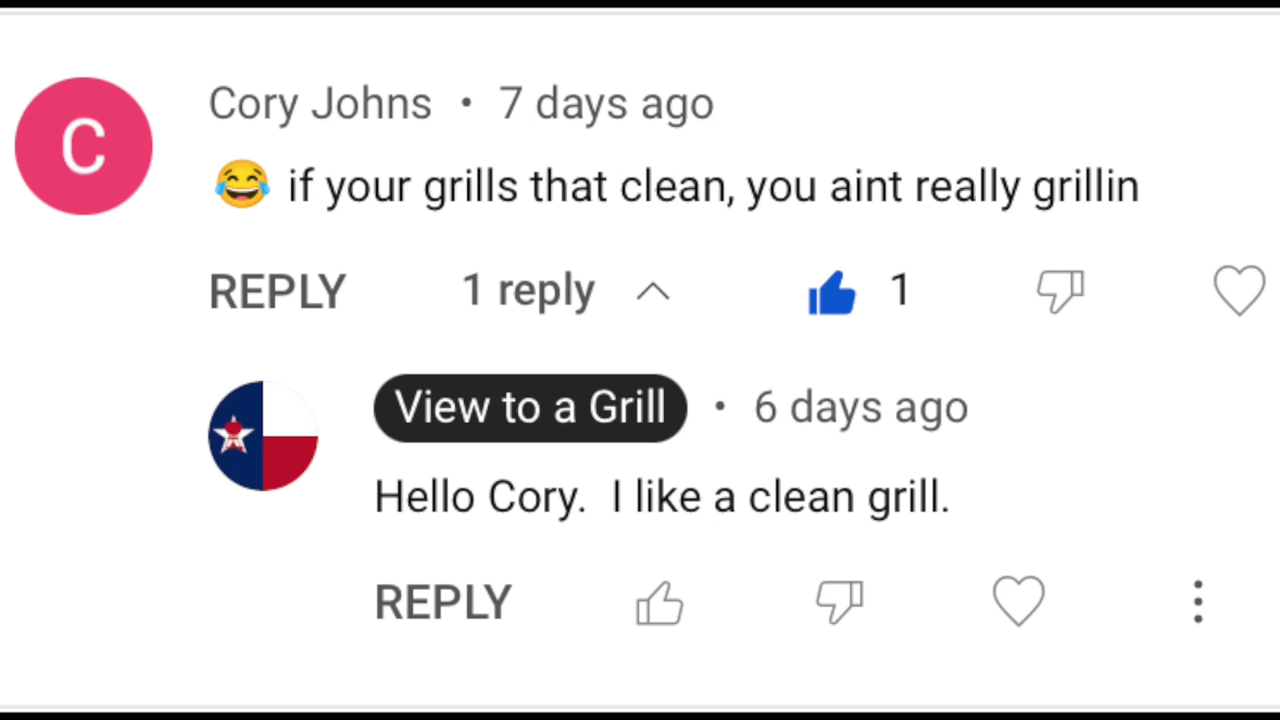 C
Cory Johns • 7 days ago
😂 if your grills that clean, you aint really grillin
REPLY 1 reply 1
View to a Grill • 6 days ago
Hello Cory.  I like a clean grill.
REPLY